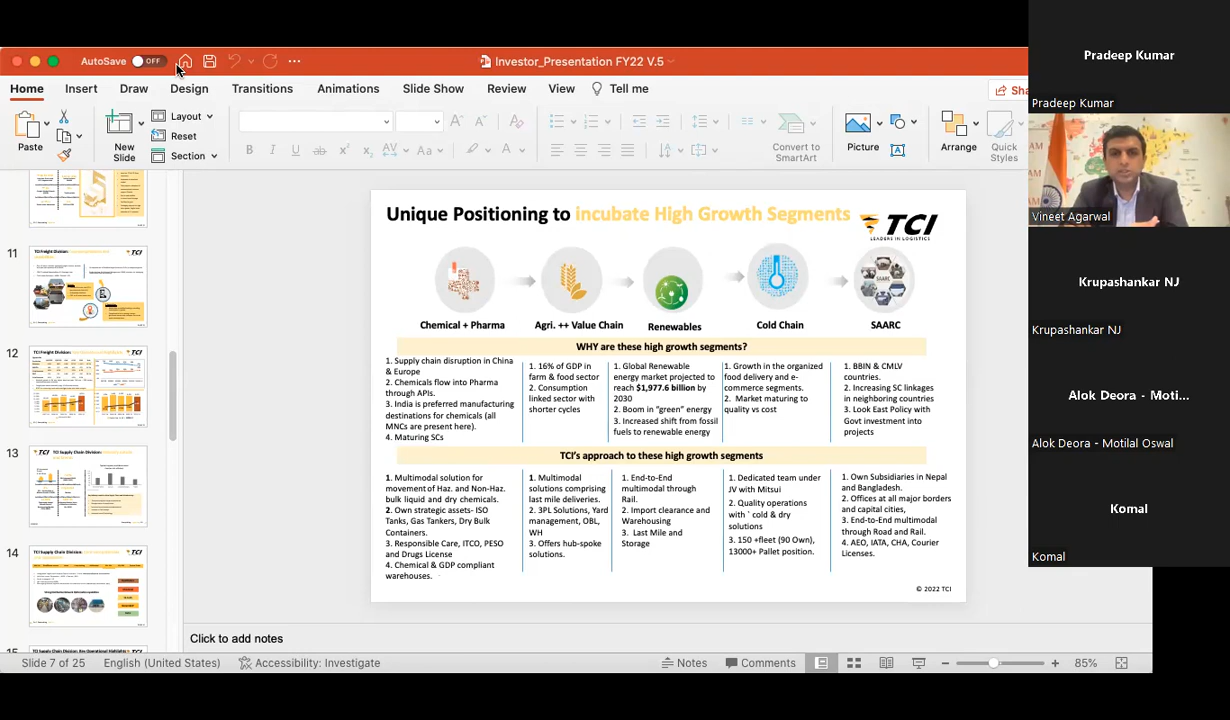 AutoSave
OFF
Investor_Presentation FY22 V.5
Home Insert Draw Design Transitions Animations Slide Show Review View Tell me
Sha
Paste
New
Slide
Layout
Reset
Section
Convert to
SmartArt
Picture
Arrange
Quick
Styles
11
12
13
14
TCI
Unique Positioning to incubate High Growth Segments
TCI
LEADERS IN LOGISTICS
SAARC
Chemical + Pharma
Agri. ++ Value Chain
Renewables
Cold Chain
SAARC
WHY are these high growth segments?
1. Supply chain disruption in China
& Europe
2. Chemicals flow into Pharma
through APIs.
3. India is preferred manufacturing
destinations for chemicals (all
MNCs are present here).
4. Maturing SCs
1. 16% of GDP in
farm & food sector
2. Consumption
linked sector with
shorter cycles
1. Global Renewable
energy market projected to
reach $1,977.6 billion by
2030
2. Boom in "green" energy
3. Increased shift from fossil
fuels to renewable energy
1. Growth in the organized
food delivery and e-
commerce segments.
2. Market maturing to
quality vs cost
1. BBIN & CMLV
countries.
2. Increasing SC linkages
in neighboring countries
3. Look East Policy with
Govt investment into
projects
TCI's approach to these high growth segments
1. Multimodal solution for
movement of Haz. and Non-Haz.
bulk liquid and dry chemicals.
2. Own strategic assets- ISO
Tanks, Gas Tankers, Dry Bulk
Containers.
3. Responsible Care, ITCO, PESO
and Drugs License
4. Chemical & GDP compliant
warehouses.
1. Multimodal
solutions comprising
last mile deliveries.
2. 3PL Solutions, Yard
management, OBL,
WH
3. Offers hub-spoke
solutions.
1. End-to-End
multimodal through
Rail.
2. Import clearance and
Warehousing
3. Last Mile and
Storage
1. Dedicated team under
JV with Mitsui
2. Quality operations
with ` cold & dry
solutions
3. 150 +fleet (90 Own),
13000+ Pallet position.
1. Own Subsidiaries in Nepal
and Bangladesh.
2. Offices at all major borders
and capital cities,
3. End-to-End multimodal
through Road and Rail.
4. AEO, IATA, CHA, Courier
Licenses.
© 2022 TCI
Click to add notes
Slide 7 of 25
English (United States)
Accessibility: Investigate
Notes
Comments
85%
Pradeep Kumar
Pradeep Kumar
Vineet Agarwal
Krupashankar NJ
Krupashankar NJ
Alok Deora - Moti...
Alok Deora - Motilal Oswal
Komal
Komal